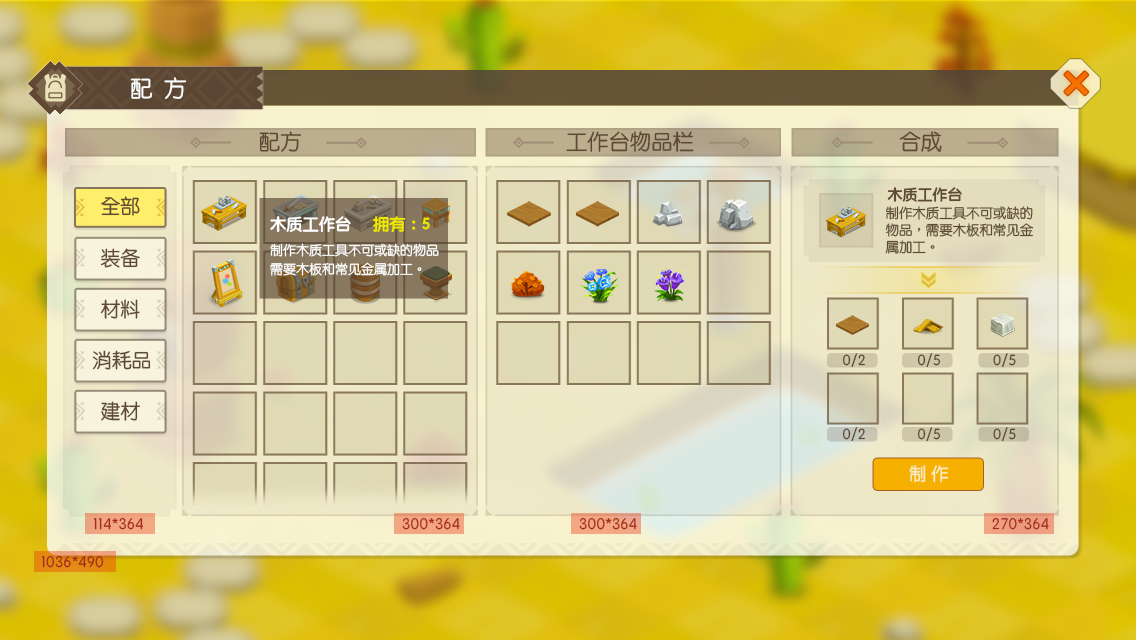 配方
配方
工作台物品栏
合成
全部
装备
材料
消耗品
建材
木质工作台 拥有：5
制作木质工具不可或缺的物品
需要木板和常见金属加工。
木质工作台
制作木质工具不可或缺的
物品，需要木板和常见金
属加工。
0/2 0/5 0/5
0/2 0/5 0/5
制作
114*364
300*364
300*364
270*364
1036*490